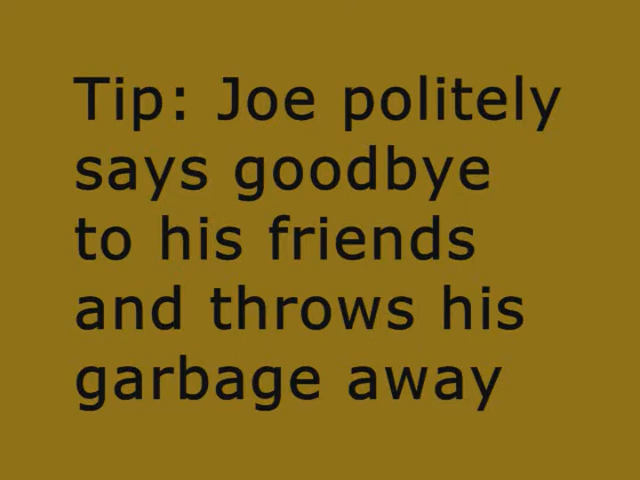 Tip: Joe politely
says goodbye
to his friends
and throws his
garbage away